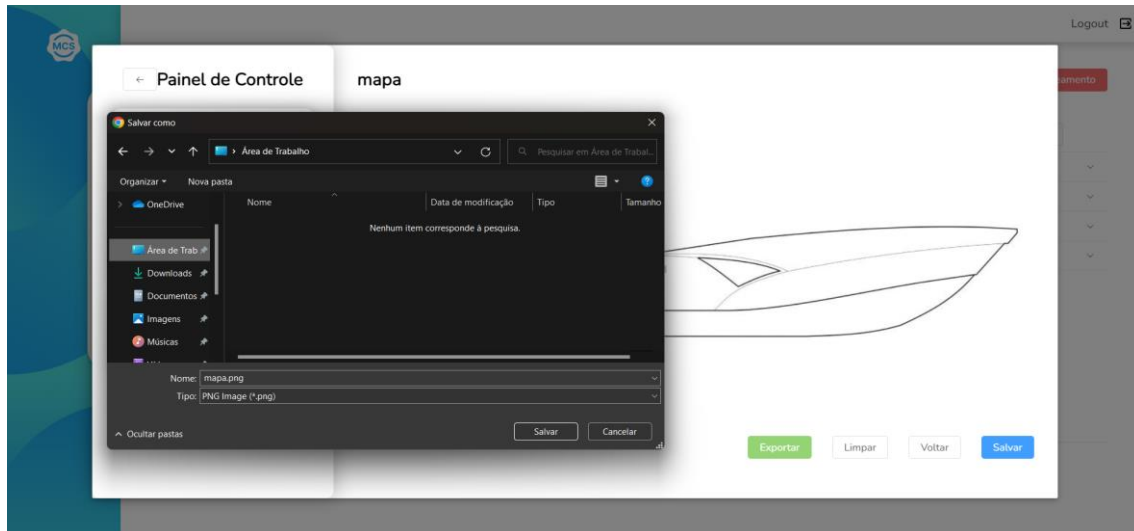 Logout
MCS
Painel de Controle
mapa
amento
Salvar como
Área de Trabalho
Pesquisar em Área de Trabal...
Organizar
Nova pasta
OneDrive
Nome
Data de modificação
Tipo
Tamanho
Nenhum item corresponde à pesquisa.
Área de Trab
Downloads
Documentos
Imagens
Músicas
Nome: mapa.png
Tipo: PNG Image (*.png)
Ocultar pastas
Salvar
Cancelar
Exportar
Limpar
Voltar
Salvar